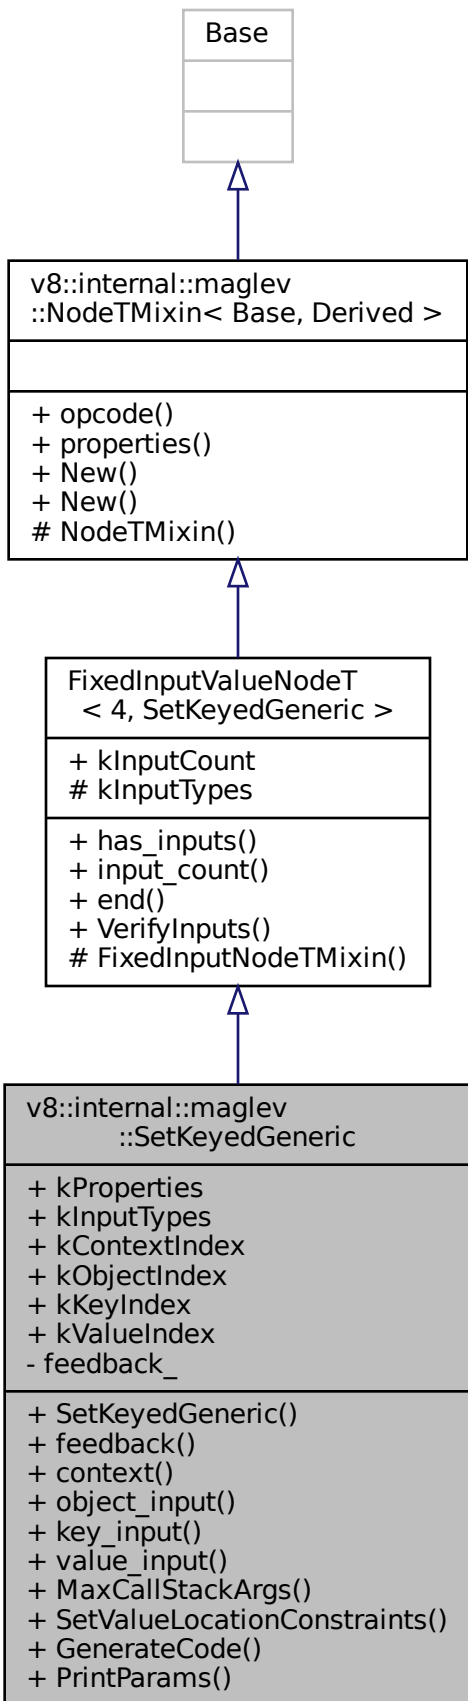 Base
v8::internal::maglev
::NodeTMixin< Base, Derived >
+ opcode()
+ properties()
+ New()
+ New()
# NodeTMixin()
FixedInputValueNodeT
< 4, SetKeyedGeneric >
+ kInputCount
# kInputTypes
+ has_inputs()
+ input_count()
+ end()
+ VerifyInputs()
# FixedInputNodeTMixin()
v8::internal::maglev
::SetKeyedGeneric
+ kProperties
+ kInputTypes
+ kContextIndex
+ kObjectIndex
+ kKeyIndex
+ kValueIndex
- feedback_
+ SetKeyedGeneric()
+ feedback()
+ context()
+ object_input()
+ key_input()
+ value_input()
+ MaxCallStackArgs()
+ SetValueLocationConstraints()
+ GenerateCode()
+ PrintParams()